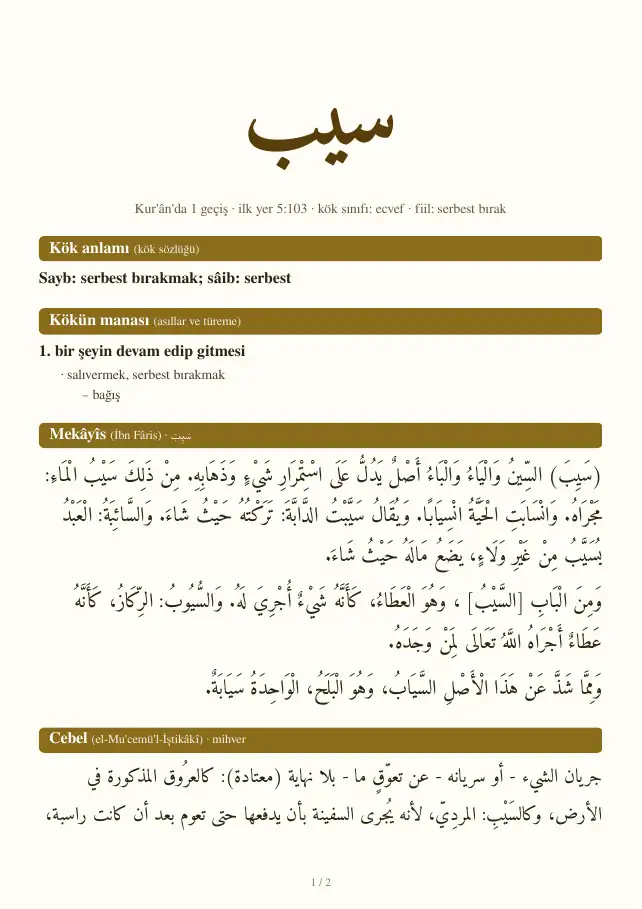 سيب
Kur'ân'da 1 geçiş · ilk yer 5:103 · kök sınıfı: ecvef · fiil: serbest bırak
Kök anlamı (kök sözlüğü)
Sayb: serbest bırakmak; sâib: serbest
Kökün manası (asıllar ve türeme)
1. bir şeyin devam edip gitmesi
· salıvermek, serbest bırakmak
– bağış
Mekâyîs (İbn Fâris) · سَيِبَ
(سَيِبَ) السِّينُ وَالْيَاءُ وَالْبَاءُ أَصْلٌ يَدُلُّ عَلَى اسْتِمْرَارِ شَيْءٍ وَذَهَابِهِ. مِنْ ذَلِكَ سَيْبُ الْمَاءِ:
مَجْرَاهُ. وَانْسَابَتِ الْحَيَّةُ انْسِيَابًا. وَيُقَالُ سَيَّبْتُ الدَّابَّةَ: تَرَكْتُهُ حَيْثُ شَاءَ. وَالسَّائِبَةُ: الْعَبْدُ
يُسَيَّبُ مِنْ غَيْرِ وَلَاءٍ، يَضَعُ مَالَهُ حَيْثُ شَاءَ.
وَمِنَ الْبَابِ [السَّيْبُ] ، وَهُوَ الْعَطَاءُ، كَأَنَّهُ شَيْءٌ أُجْرِيَ لَهُ. وَالسُّيُوبُ: الرِّكَازُ، كَأَنَّهُ
عَطَاءٌ أَجْرَاهُ اللَّهُ تَعَالَى لِمَنْ وَجَدَهُ.
وَمِمَّا شَذَّ عَنْ هَذَا الْأَصْلِ السَّيَابُ، وَهُوَ الْبَلَحُ، الْوَاحِدَةُ سَيَابَةٌ.
Cebel (el-Mu'cemü'l-İştikâkî) · mihver
جريان الشيء - أو سريانه - عن تعوّقٍ ما - بلا نهاية (معتادة): كالعرُوق المذكورة في
الأرض، وكالسَيْبِ: المردِيّ، لأنه يُجرى السفينة بأن يدفعها حتى تعوم بعد أن كانت راسبة،
1 / 2